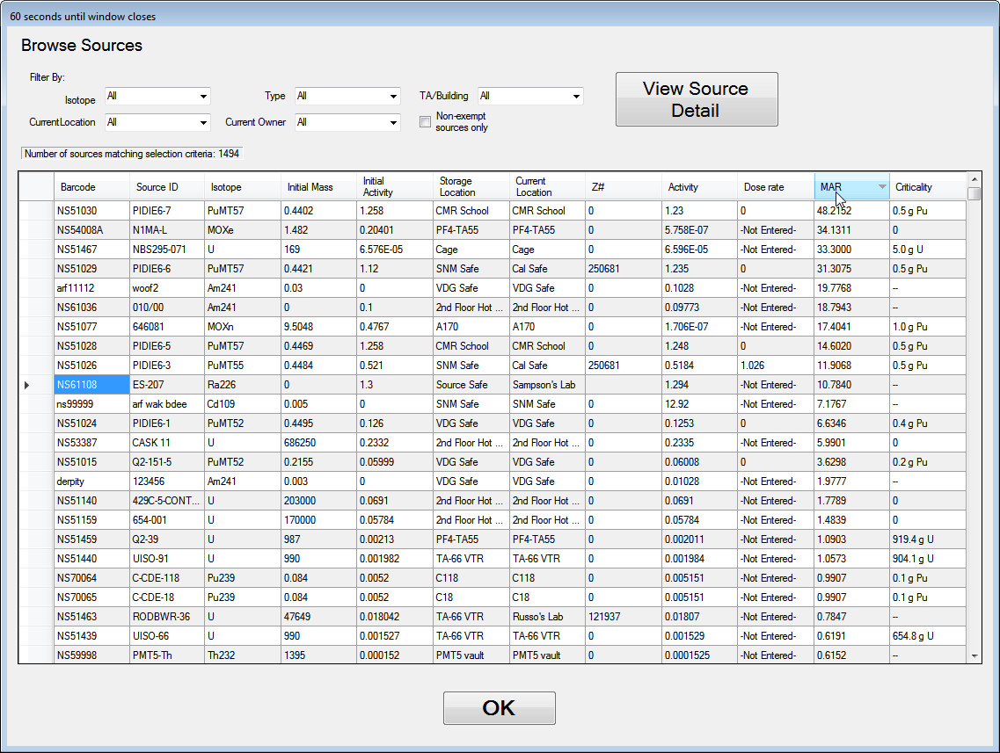 60 seconds until window closes
Browse Sources
Filter By:
Isotope All Type All TA/Building All
CurrentLocation All Current Owner All Non-exempt sources only
View Source
Detail
Number of sources matching selection criteria: 1494
Barcode Source ID Isotope Initial Mass Initial Activity Storage Location Current Location Z# Activity Dose rate MAR Criticality
NS51030 PIDIE6-7 PuMT57 0.4402 1.258 CMR School CMR School 0 1.23 0 48.2152 0.5 g Pu
NS54008A N1MA-L MOXe 1.482 0.20401 PF4-TA55 PF4-TA55 0 5.758E-07 -Not Entered- 34.1311 0
NS51467 NBS295-071 U 169 6.576E-05 Cage Cage 0 6.596E-05 -Not Entered- 33.3000 5.0 g U
NS51029 PIDIE6-6 PuMT57 0.4421 1.12 SNM Safe Cal Safe 250681 1.235 0 31.3075 0.5 g Pu
arf11112 woof2 Am241 0.03 0 VDG Safe VDG Safe 0 0.1028 -Not Entered- 19.7768 --
NS61036 010/00 Am241 0 0.1 2nd Floor Hot ... 2nd Floor Hot ... 0 0.09773 -Not Entered- 18.7943 --
NS51077 646081 MOXn 9.5048 0.4767 A170 A170 0 1.706E-07 -Not Entered- 17.4041 1.0 g Pu
NS51028 PIDIE6-5 PuMT57 0.4469 1.258 CMR School CMR School 0 1.248 0 14.6020 0.5 g Pu
NS51026 PIDIE6-3 PuMT55 0.4484 0.521 SNM Safe Cal Safe 250681 0.5184 1.026 11.9068 0.5 g Pu
NS61108 ES-207 Ra226 0 1.3 Source Safe Sampson's Lab 1.294 -Not Entered- 10.7840 --
ns99999 arf wak bdee Cd109 0.005 0 SNM Safe SNM Safe 0 12.92 -Not Entered- 7.1767 --
NS51024 PIDIE6-1 PuMT52 0.4495 0.126 VDG Safe VDG Safe 0 0.1253 0 6.6346 0.4 g Pu
NS53387 CASK 11 U 686250 0.2332 2nd Floor Hot ... 2nd Floor Hot ... 0 0.2335 -Not Entered- 5.9901 0
NS51015 Q2-151-5 PuMT52 0.2155 0.05999 VDG Safe VDG Safe 0 0.06008 0 3.6298 0.2 g Pu
derpity 123456 Am241 0.003 0 VDG Safe VDG Safe 0 0.01028 -Not Entered- 1.9777 --
NS51140 429C-5-CONT... U 203000 0.0691 2nd Floor Hot ... 2nd Floor Hot ... 0 0.0691 -Not Entered- 1.7789 0
NS51159 654-001 U 170000 0.05784 2nd Floor Hot ... 2nd Floor Hot ... 0 0.05784 -Not Entered- 1.4839 0
NS51459 Q2-39 U 987 0.00213 PF4-TA55 PF4-TA55 0 0.002011 -Not Entered- 1.0903 919.4 g U
NS51440 UISO-91 U 990 0.001982 TA-66 VTR TA-66 VTR 0 0.001984 -Not Entered- 1.0573 904.1 g U
NS70064 C-CDE-118 Pu239 0.084 0.0052 C118 C118 0 0.005151 -Not Entered- 0.9907 0.1 g Pu
NS70065 C-CDE-18 Pu239 0.084 0.0052 C18 C18 0 0.005151 -Not Entered- 0.9907 0.1 g Pu
NS51463 RODBWR-36 U 47649 0.018042 TA-66 VTR Russo's Lab 121937 0.01807 -Not Entered- 0.7847 --
NS51439 UISO-66 U 990 0.001527 TA-66 VTR TA-66 VTR 0 0.001529 -Not Entered- 0.6191 654.8 g U
NS59998 PMT5-Th Th232 1395 0.000152 PMT5 vault PMT5 vault 0 0.0001525 -Not Entered- 0.6152 --
OK